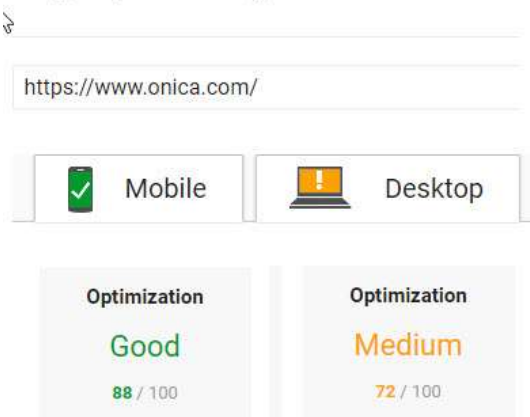 https://www.onica.com/
Mobile Desktop
Optimization Optimization
Good Medium
88 / 100 72 / 100